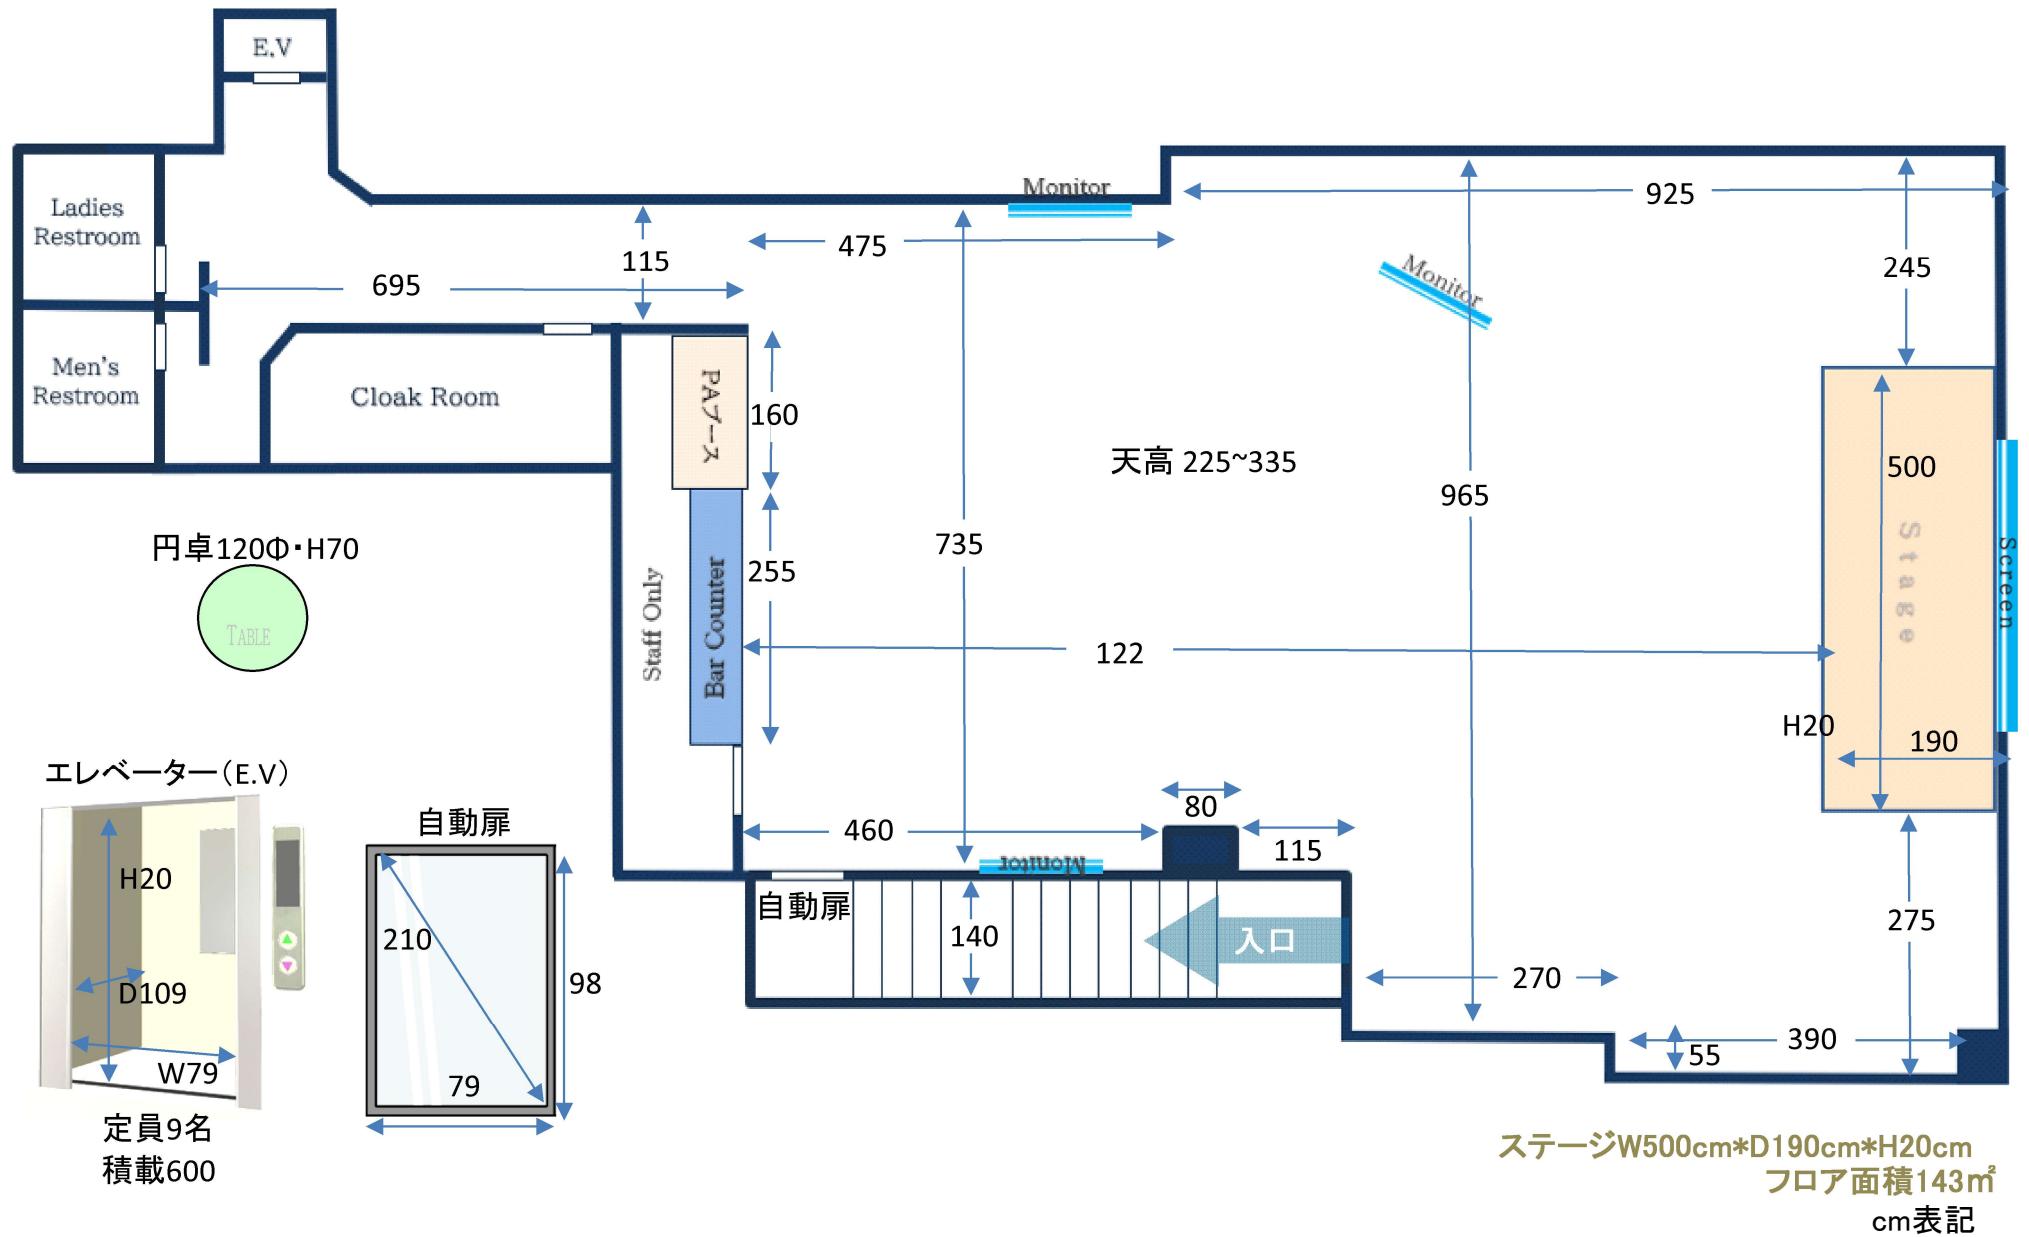 E.V
Monitor
925
Ladies
Restroom
475
115
695
245
Monitor
Men's
Restroom
Cloak Room
PAブース
160
天高 225~335
965
500
Stage
Screen
円卓120Φ・H70
TABLE
735
255
Staff Only
Bar Counter
122
H20
190
エレベーター(E.V)
H20
D109
W79
定員9名
積載600
自動扉
210
98
79
80
460
115
Monitor
自動扉
140
入口
270
275
390
55
ステージW500cm*D190cm*H20cm
フロア面積143㎡
cm表記